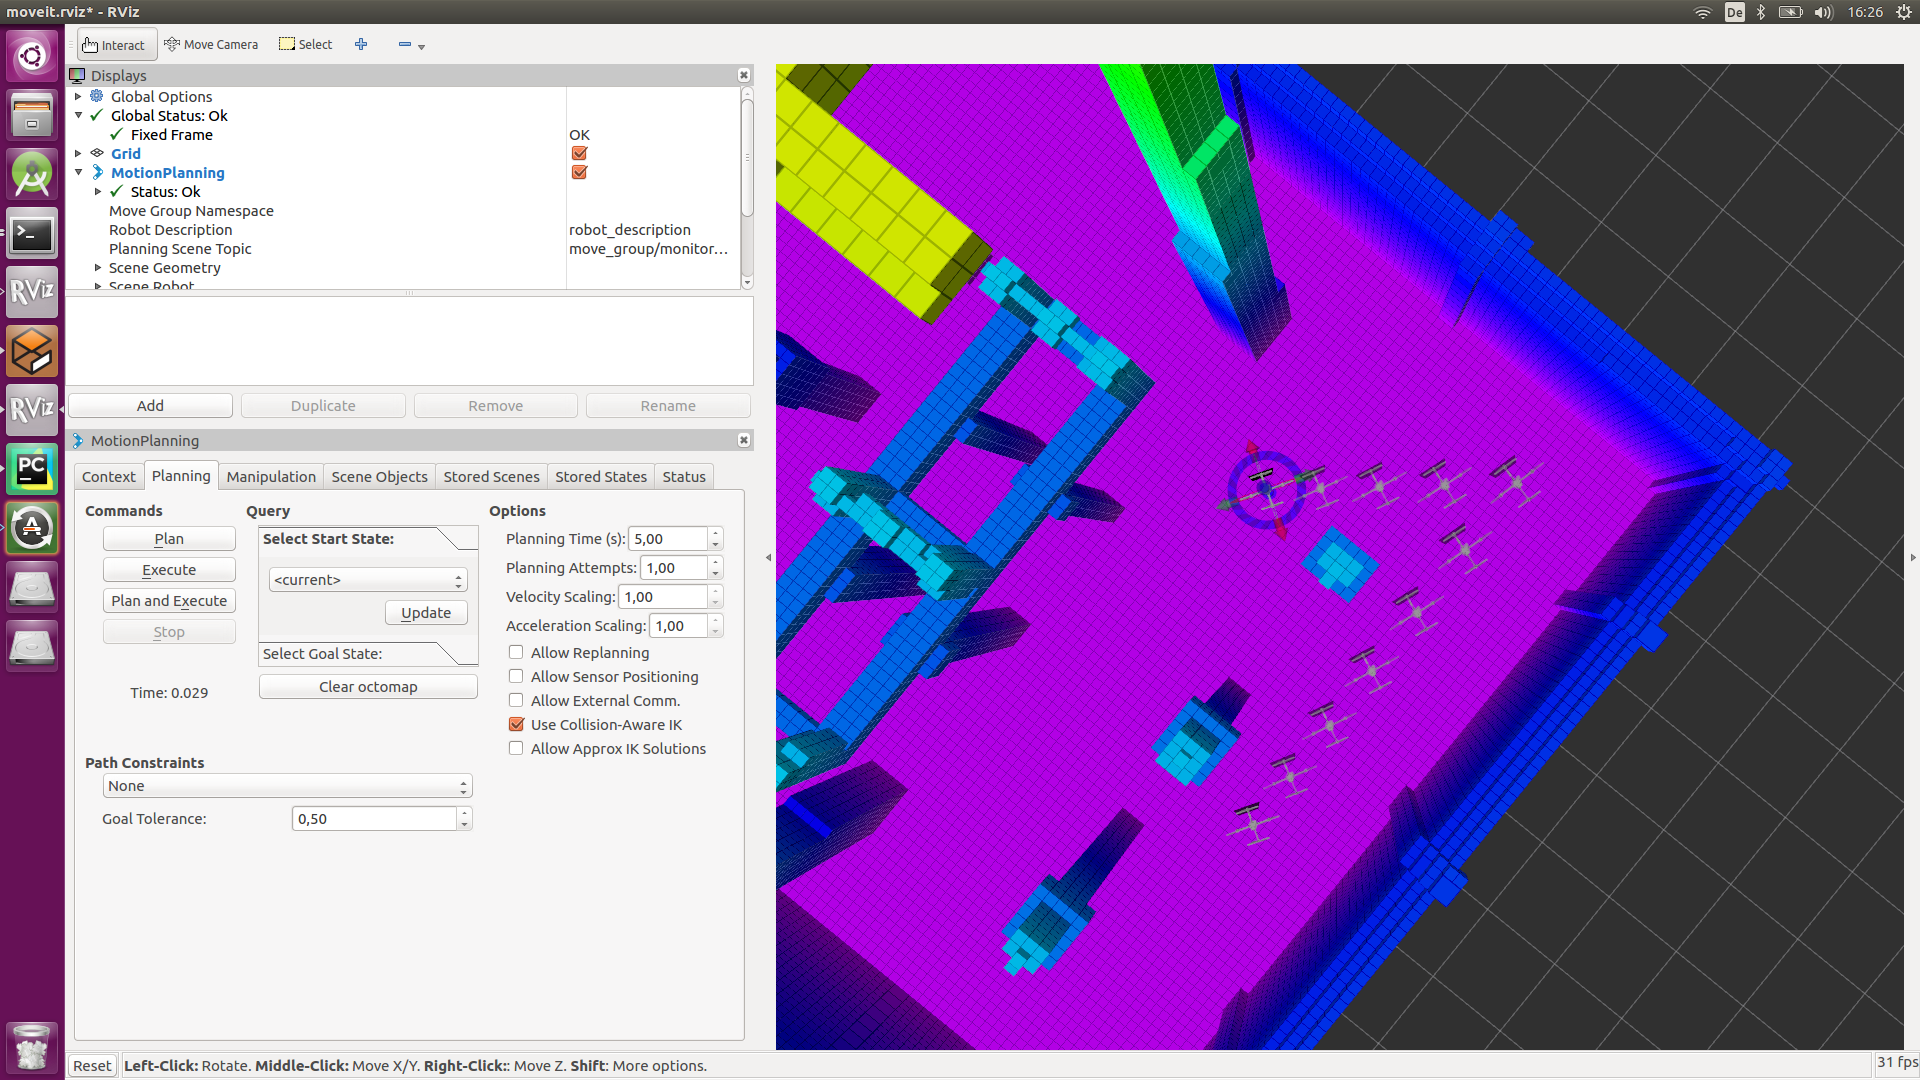 moveit.rviz* - RViz
De
16:26
Interact
Move Camera
Select
Displays
Global Options
Global Status: Ok
Fixed Frame OK
Grid
MotionPlanning
Status: Ok
Move Group Namespace
Robot Description robot_description
Planning Scene Topic move_group/monitor...
Scene Geometry
Scene Robot
Add
Duplicate
Remove
Rename
MotionPlanning
Context
Planning
Manipulation
Scene Objects
Stored Scenes
Stored States
Status
Commands
Plan
Execute
Plan and Execute
Stop
Time: 0.029
Query
Select Start State:
<current>
Update
Select Goal State:
Clear octomap
Options
Planning Time (s): 5,00
Planning Attempts: 1,00
Velocity Scaling: 1,00
Acceleration Scaling: 1,00
Allow Replanning
Allow Sensor Positioning
Allow External Comm.
Use Collision-Aware IK
Allow Approx IK Solutions
Path Constraints
None
Goal Tolerance: 0,50
Reset
Left-Click: Rotate. Middle-Click: Move X/Y. Right-Click:: Move Z. Shift: More options.
31 fps
RViz
RViz
PC
A